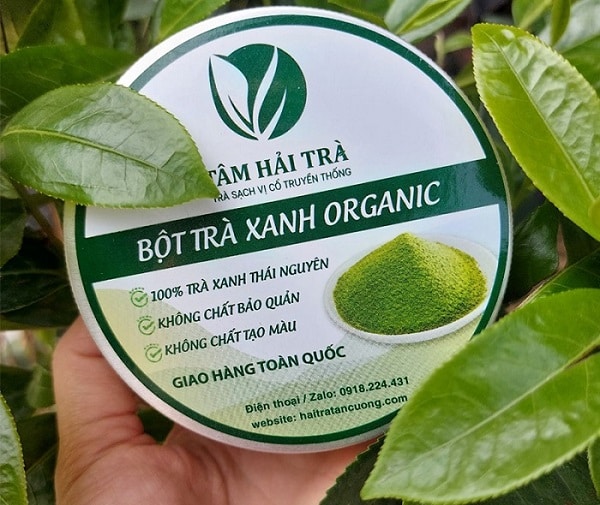 TÂM HẢI TRÀ
TRÀ SẠCH VỊ CỔ TRUYỀN THỐNG
BỘT TRÀ XANH ORGANIC
100% TRÀ XANH THÁI NGUYÊN
KHÔNG CHẤT BẢO QUẢN
KHÔNG CHẤT TẠO MÀU
GIAO HÀNG TOÀN QUỐC
Điện thoại / Zalo: 0918.224.431
website: haitratancuong.com